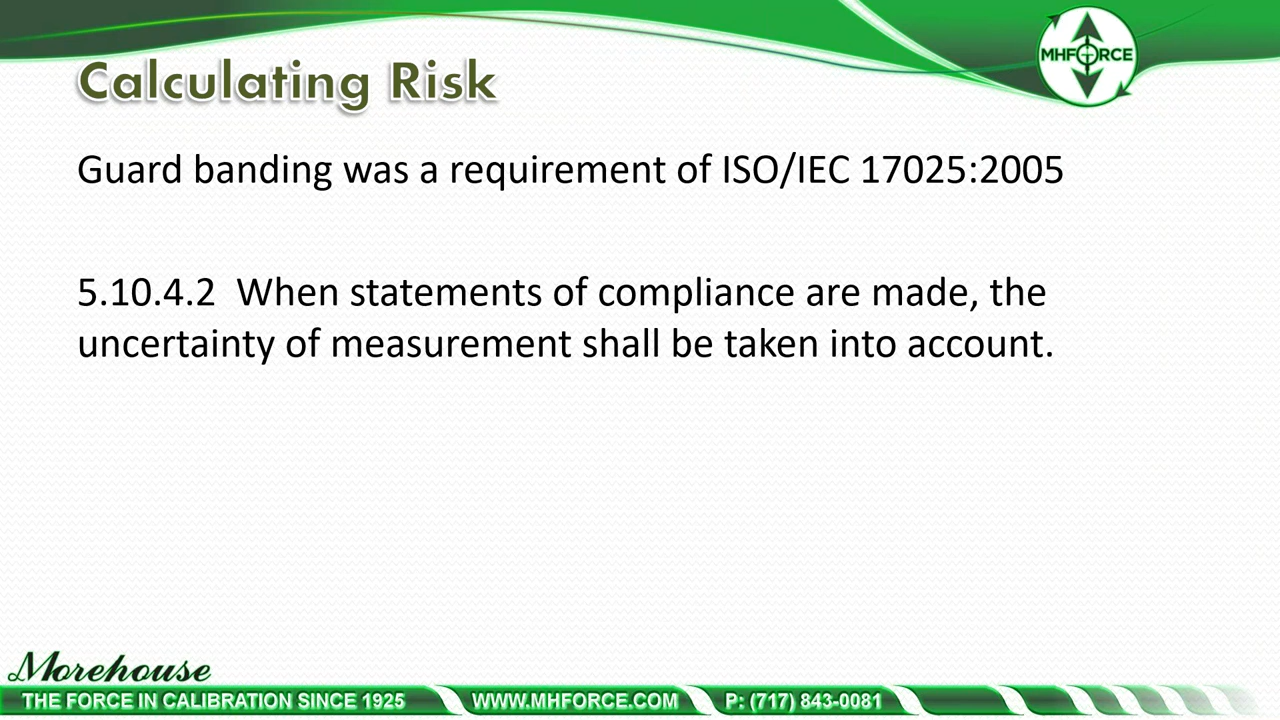 MHFORCE
Calculating Risk
Guard banding was a requirement of ISO/IEC 17025:2005
5.10.4.2 When statements of compliance are made, the
uncertainty of measurement shall be taken into account.
Morehouse
THE FORCE IN CALIBRATION SINCE 1925 WWW.MHFORCE.COM P: (717) 843-0081